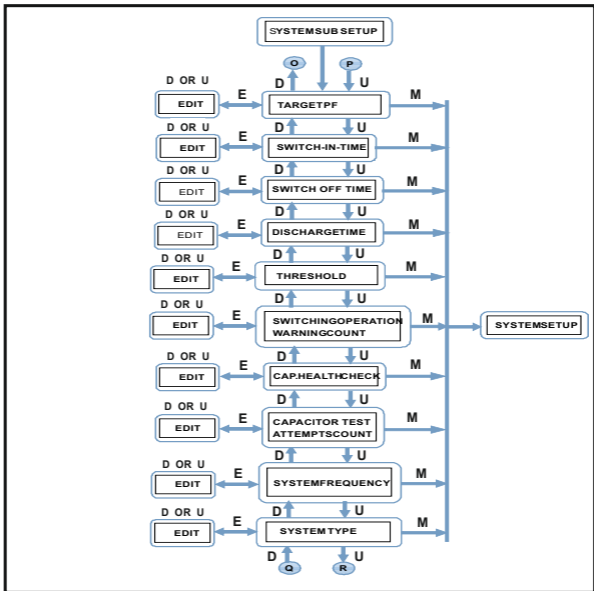 SYSTEM SUB SETUP
O P
D U
D OR U
EDIT E TARGETPF M
D U
D OR U
EDIT E SWITCH-IN-TIME M
D U
D OR U
EDIT E SWITCH OFF TIME M
D U
D OR U
EDIT E DISCHARGETIME M
D U
D OR U
EDIT E THRESHOLD M
D U
D OR U
EDIT E SWITCHINGOPERATION M SYSTEMSETUP
WARNINGCOUNT
D U
D OR U
EDIT E CAP.HEALTHCHECK M
D U
D OR U
EDIT E CAPACITOR TEST M
ATTEMPTSCOUNT
D U
D OR U
EDIT E SYSTEMFREQUENCY M
D U
D OR U
EDIT E SYSTEM TYPE M
D U
Q R